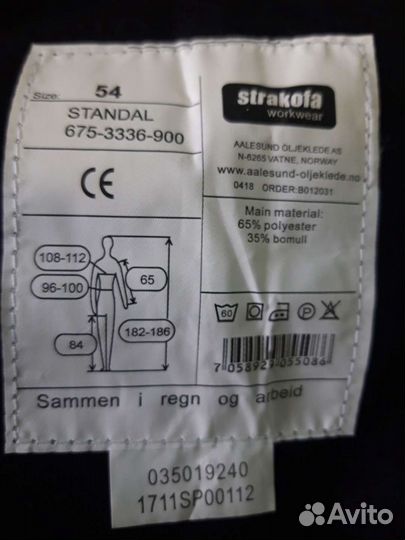 Size: 54
STANDAL
675-3336-900
CE
108-112
96-100
65
182-186
84
strakofa
workwear
AALESUND OLJEKLEDE AS
N-6265 VATNE, NORWAY
www.aalesund-oljeklede.no
0418 ORDER:B012031
Main material:
65% polyester
35% bomull
60
P
7 058929 055086
Sammen i regn og arbeid
035019240
1711SP00112
Avito